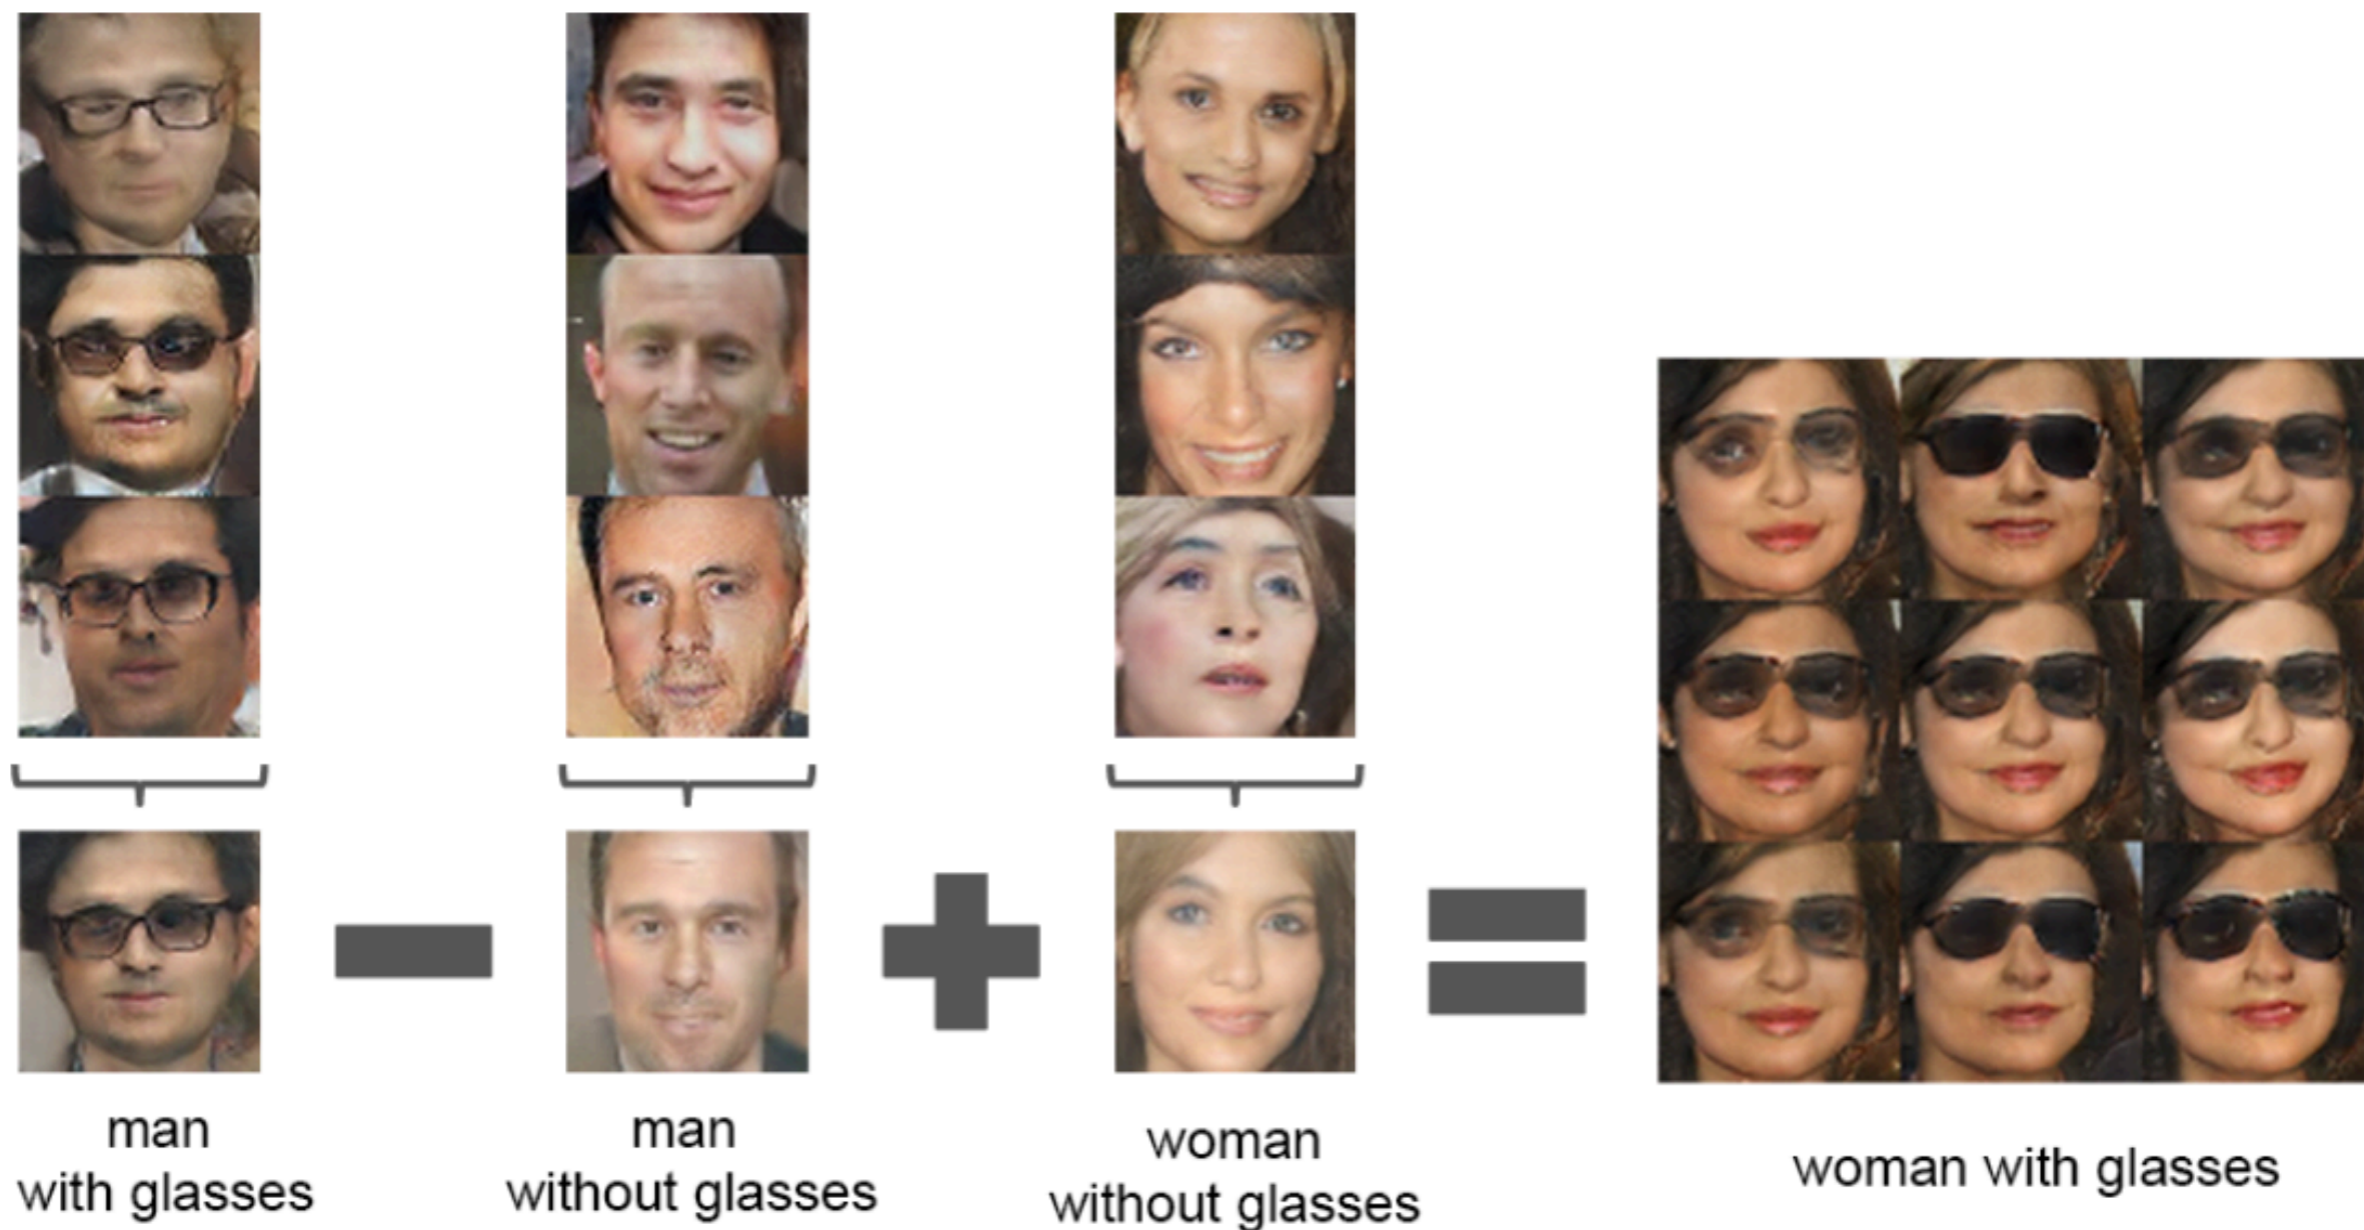 man
with glasses
man
without glasses
woman
without glasses
woman with glasses